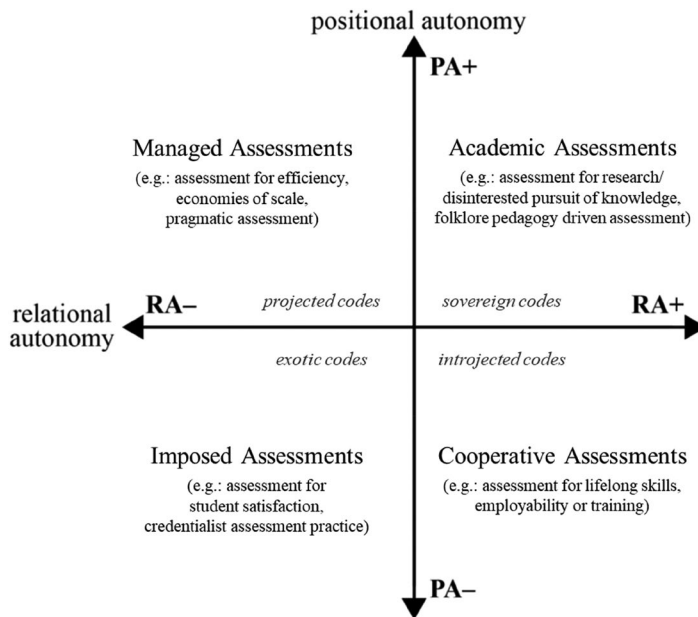 positional autonomy
PA+
Managed Assessments
(e.g.: assessment for efficiency,
economies of scale,
pragmatic assessment)
Academic Assessments
(e.g.: assessment for research/
disinterested pursuit of knowledge,
folklore pedagogy driven assessment)
relational
autonomy
RA−
projected codes
sovereign codes
RA+
exotic codes
introjected codes
Imposed Assessments
(e.g.: assessment for
student satisfaction,
credentialist assessment practice)
Cooperative Assessments
(e.g.: assessment for lifelong skills,
employability or training)
PA−